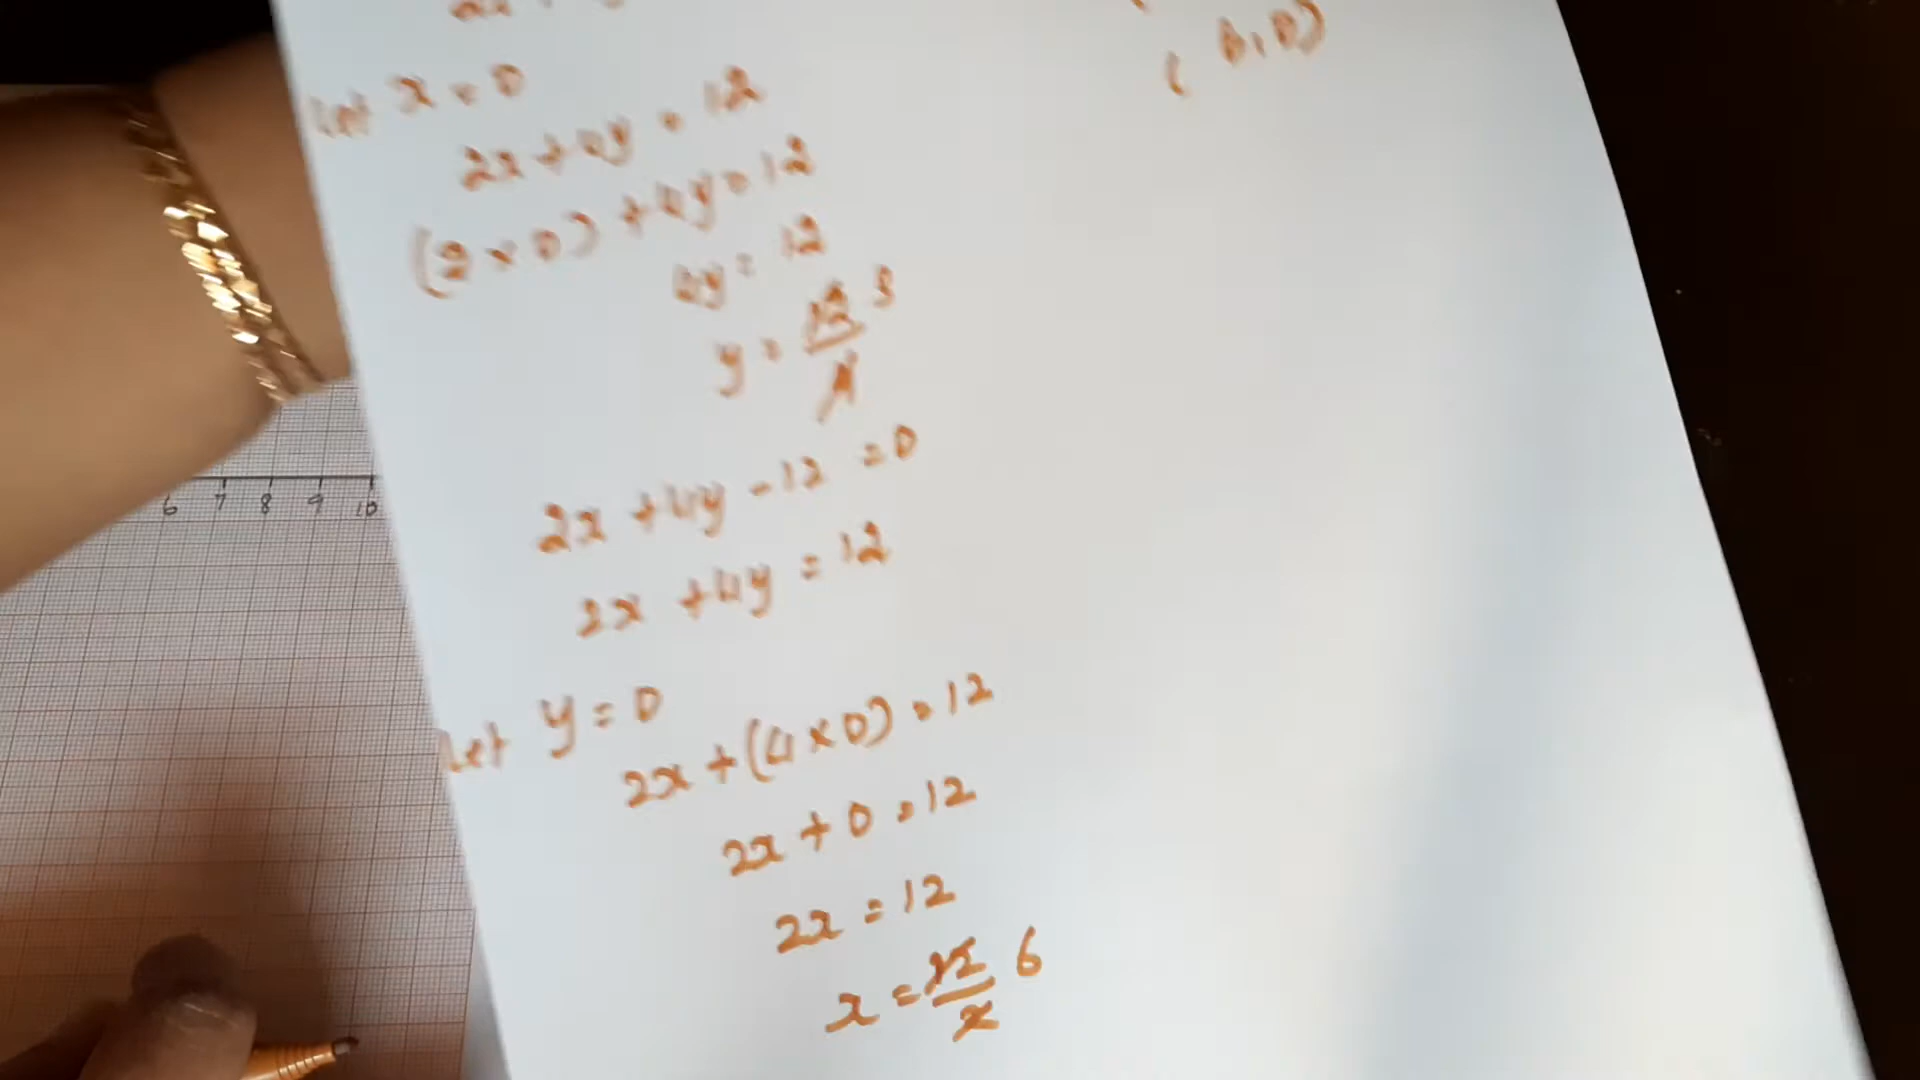 2x
(6,0)
Let x = 0
2x + 4y = 12
(2 × 0) + 4y = 12
4y = 12
y = 12/4 3
2x + 4y - 12 = 0
2x + 4y = 12
Let y = 0
2x + (4 × 0) = 12
2x + 0 = 12
2x = 12
x = 12/2 6
6 7 8 9 10